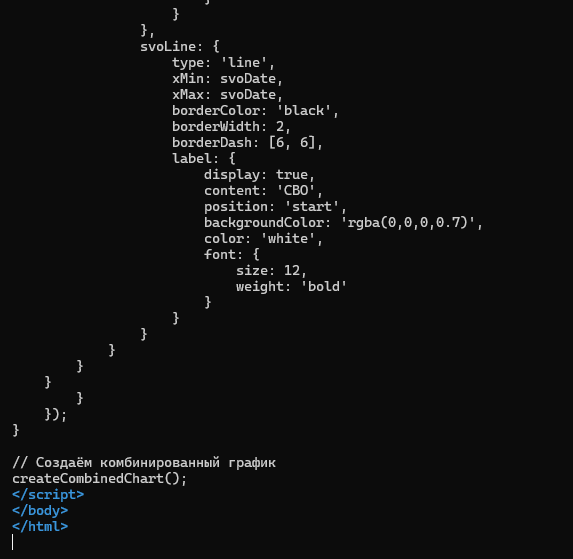 }
}
},
svoLine: {
type: 'line',
xMin: svoDate,
xMax: svoDate,
borderColor: 'black',
borderWidth: 2,
borderDash: [6, 6],
label: {
display: true,
content: 'СВО',
position: 'start',
backgroundColor: 'rgba(0,0,0,0.7)',
color: 'white',
font: {
size: 12,
weight: 'bold'
}
}
}
}
}
}
}
});
}
// Создаём комбинированный график
createCombinedChart();
</script>
</body>
</html>